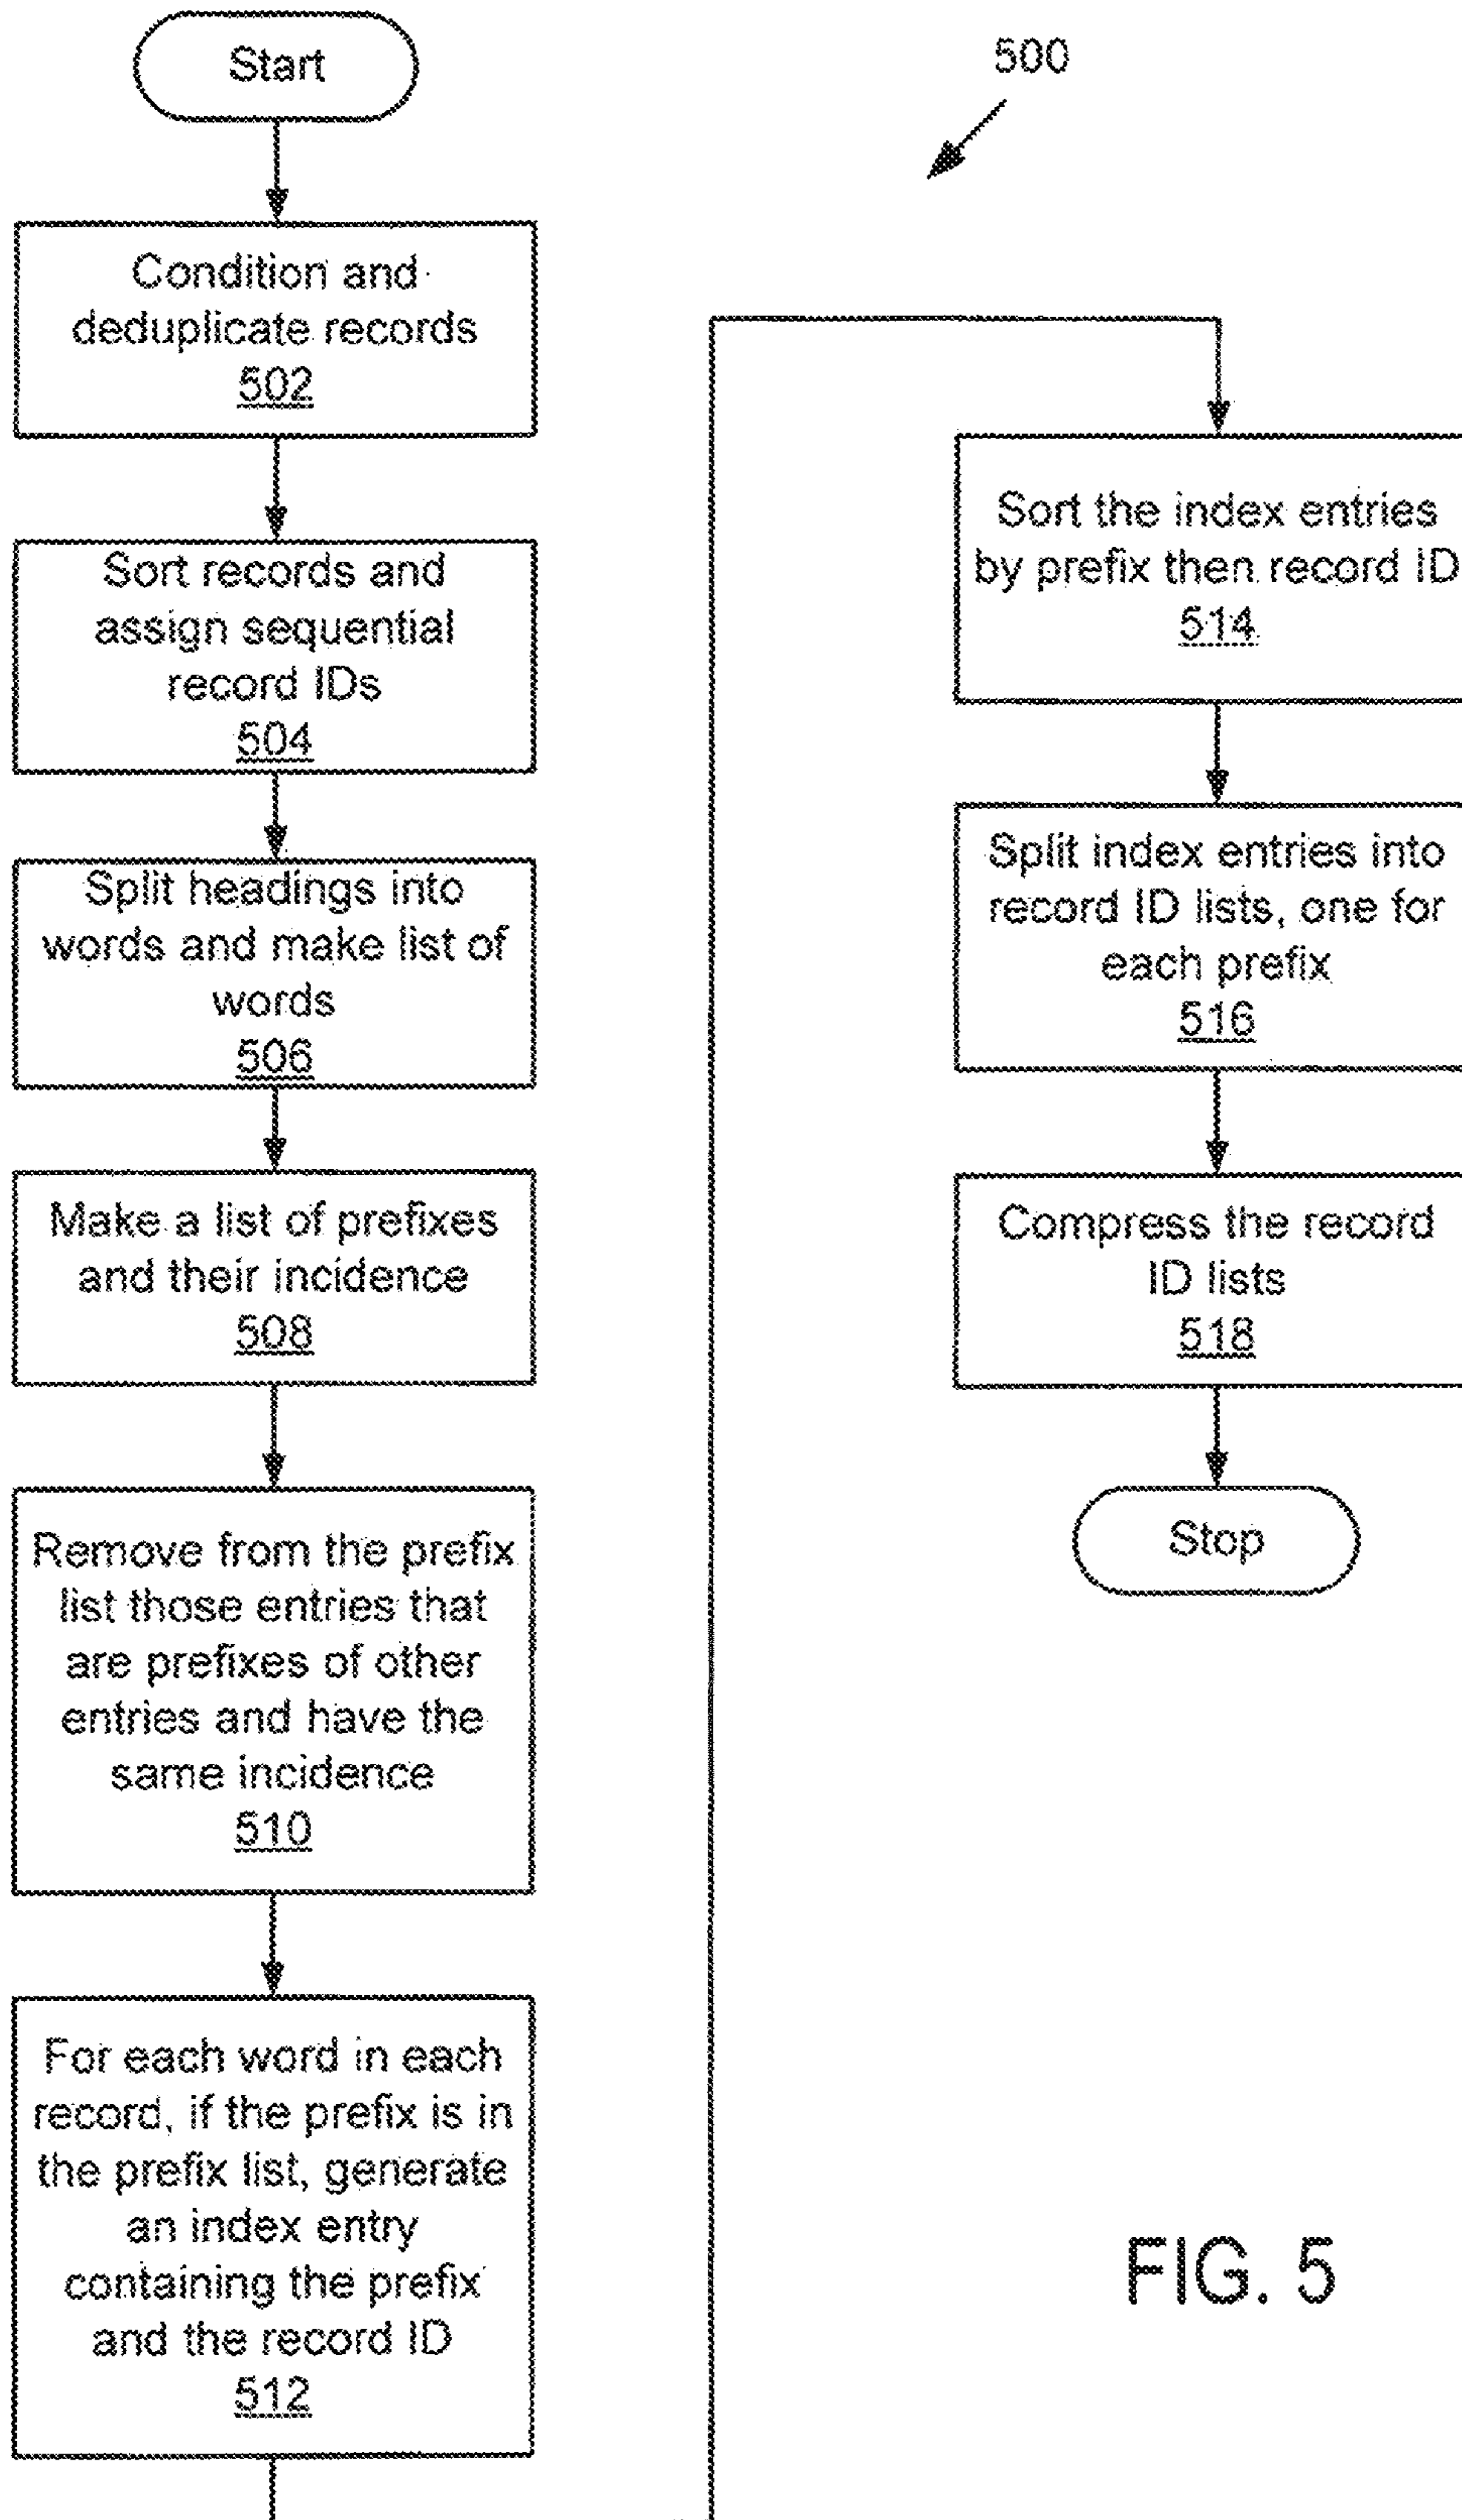 Start
500
Condition and
deduplicate records
502
Sort records and
assign sequential
record IDs
504
Split headings into
words and make list of
words
506
Make a list of prefixes
and their incidence
508
Remove from the prefix
list those entries that
are prefixes of other
entries and have the
same incidence
510
For each word in each
record, if the prefix is in
the prefix list, generate
an index entry
containing the prefix
and the record ID
512
Sort the index entries
by prefix then record ID
514
Split index entries into
record ID lists, one for
each prefix
516
Compress the record
ID lists
518
Stop
FIG. 5